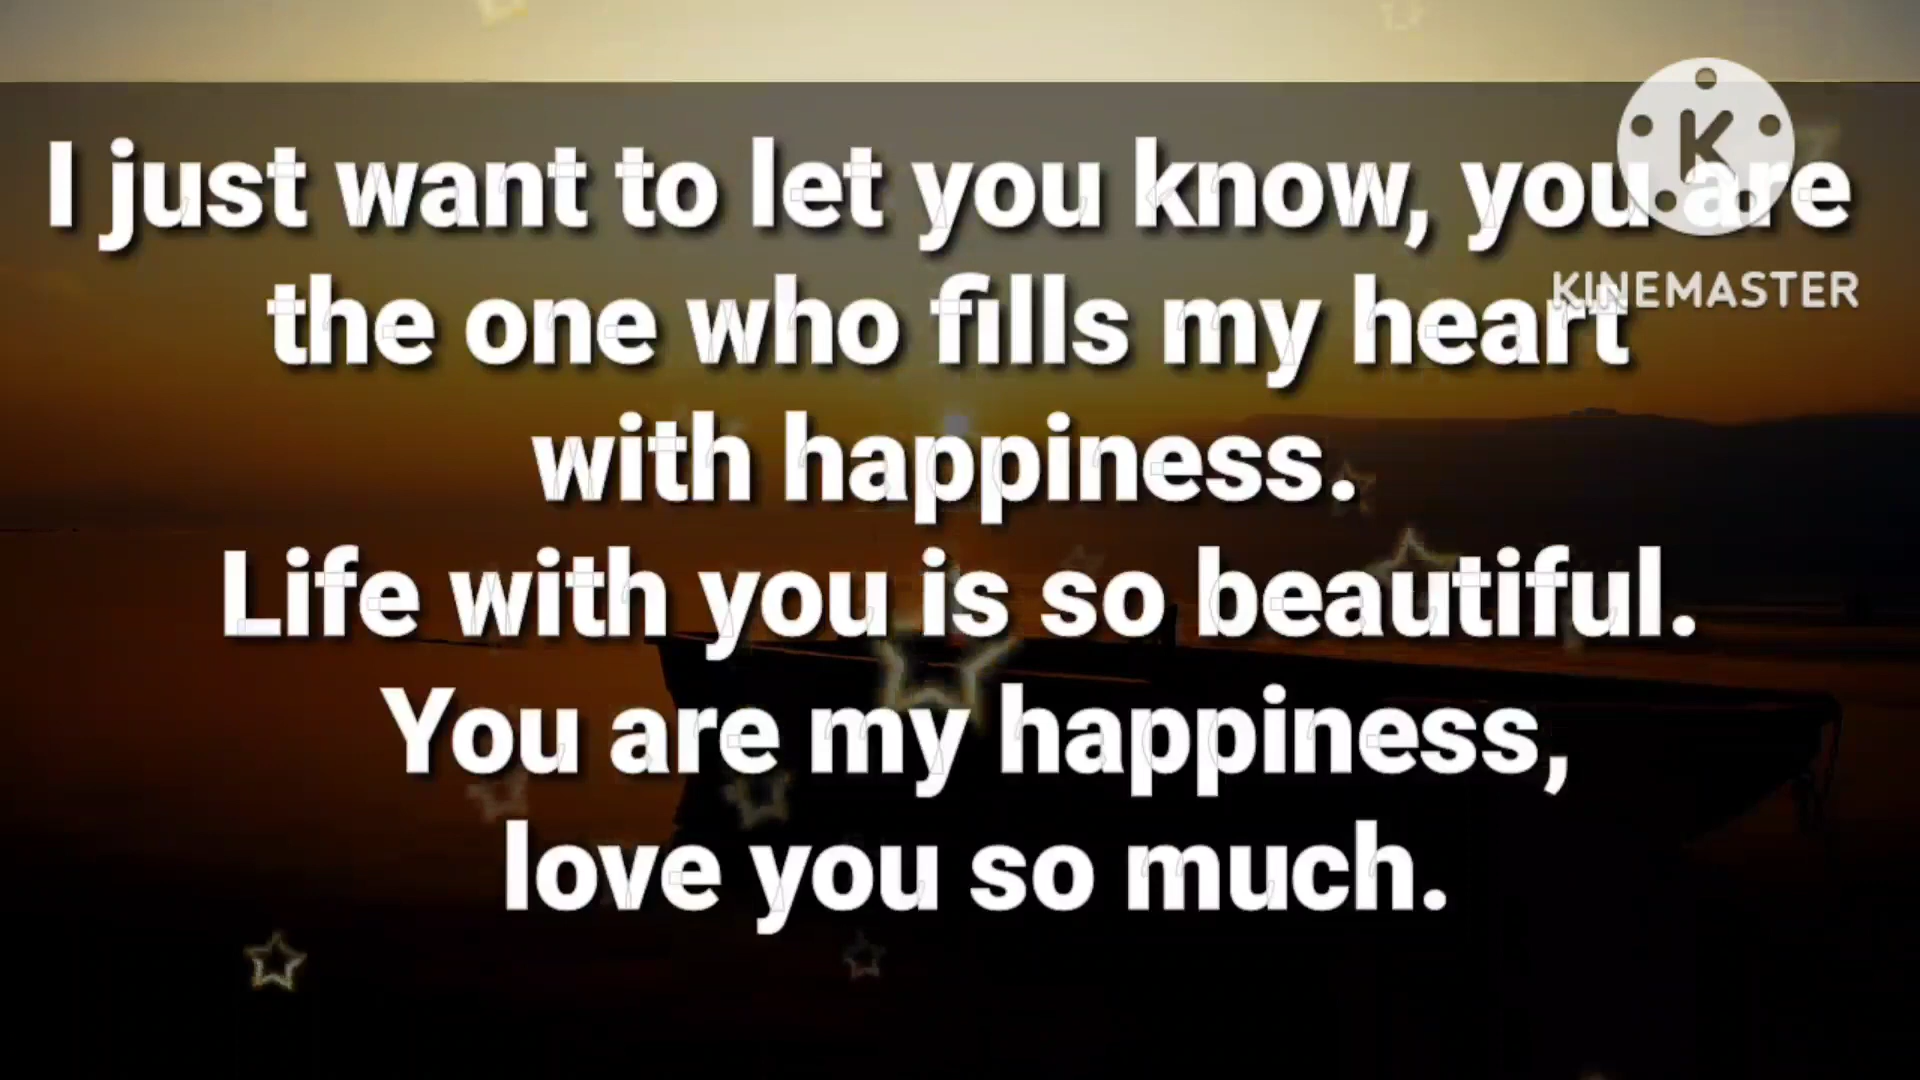 I just want to let you know, you are
the one who fills my heart
with happiness.
Life with you is so beautiful.
You are my happiness,
love you so much.
K
KINEMASTER